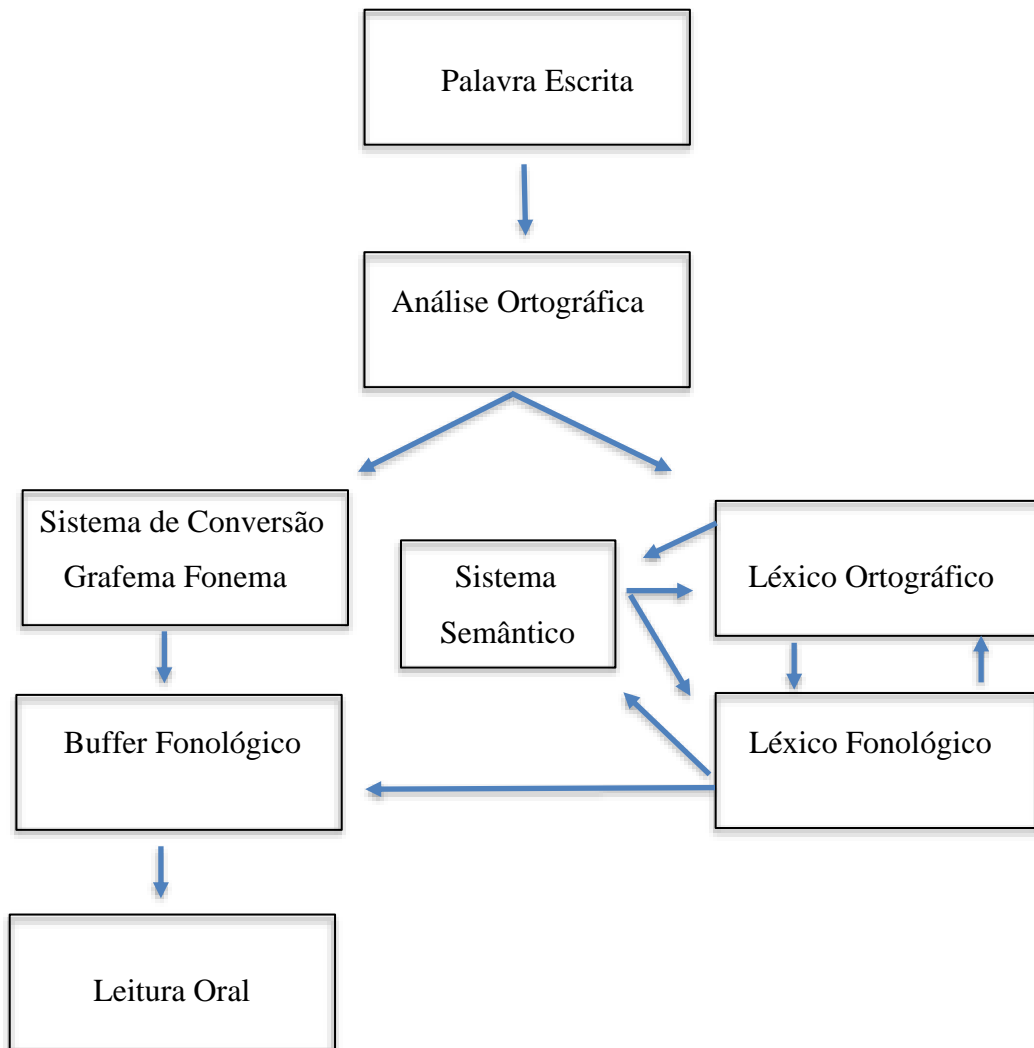 Palavra Escrita
Análise Ortográfica
Sistema de Conversão
Grafema Fonema
Sistema
Semântico
Léxico Ortográfico
Buffer Fonológico
Léxico Fonológico
Leitura Oral